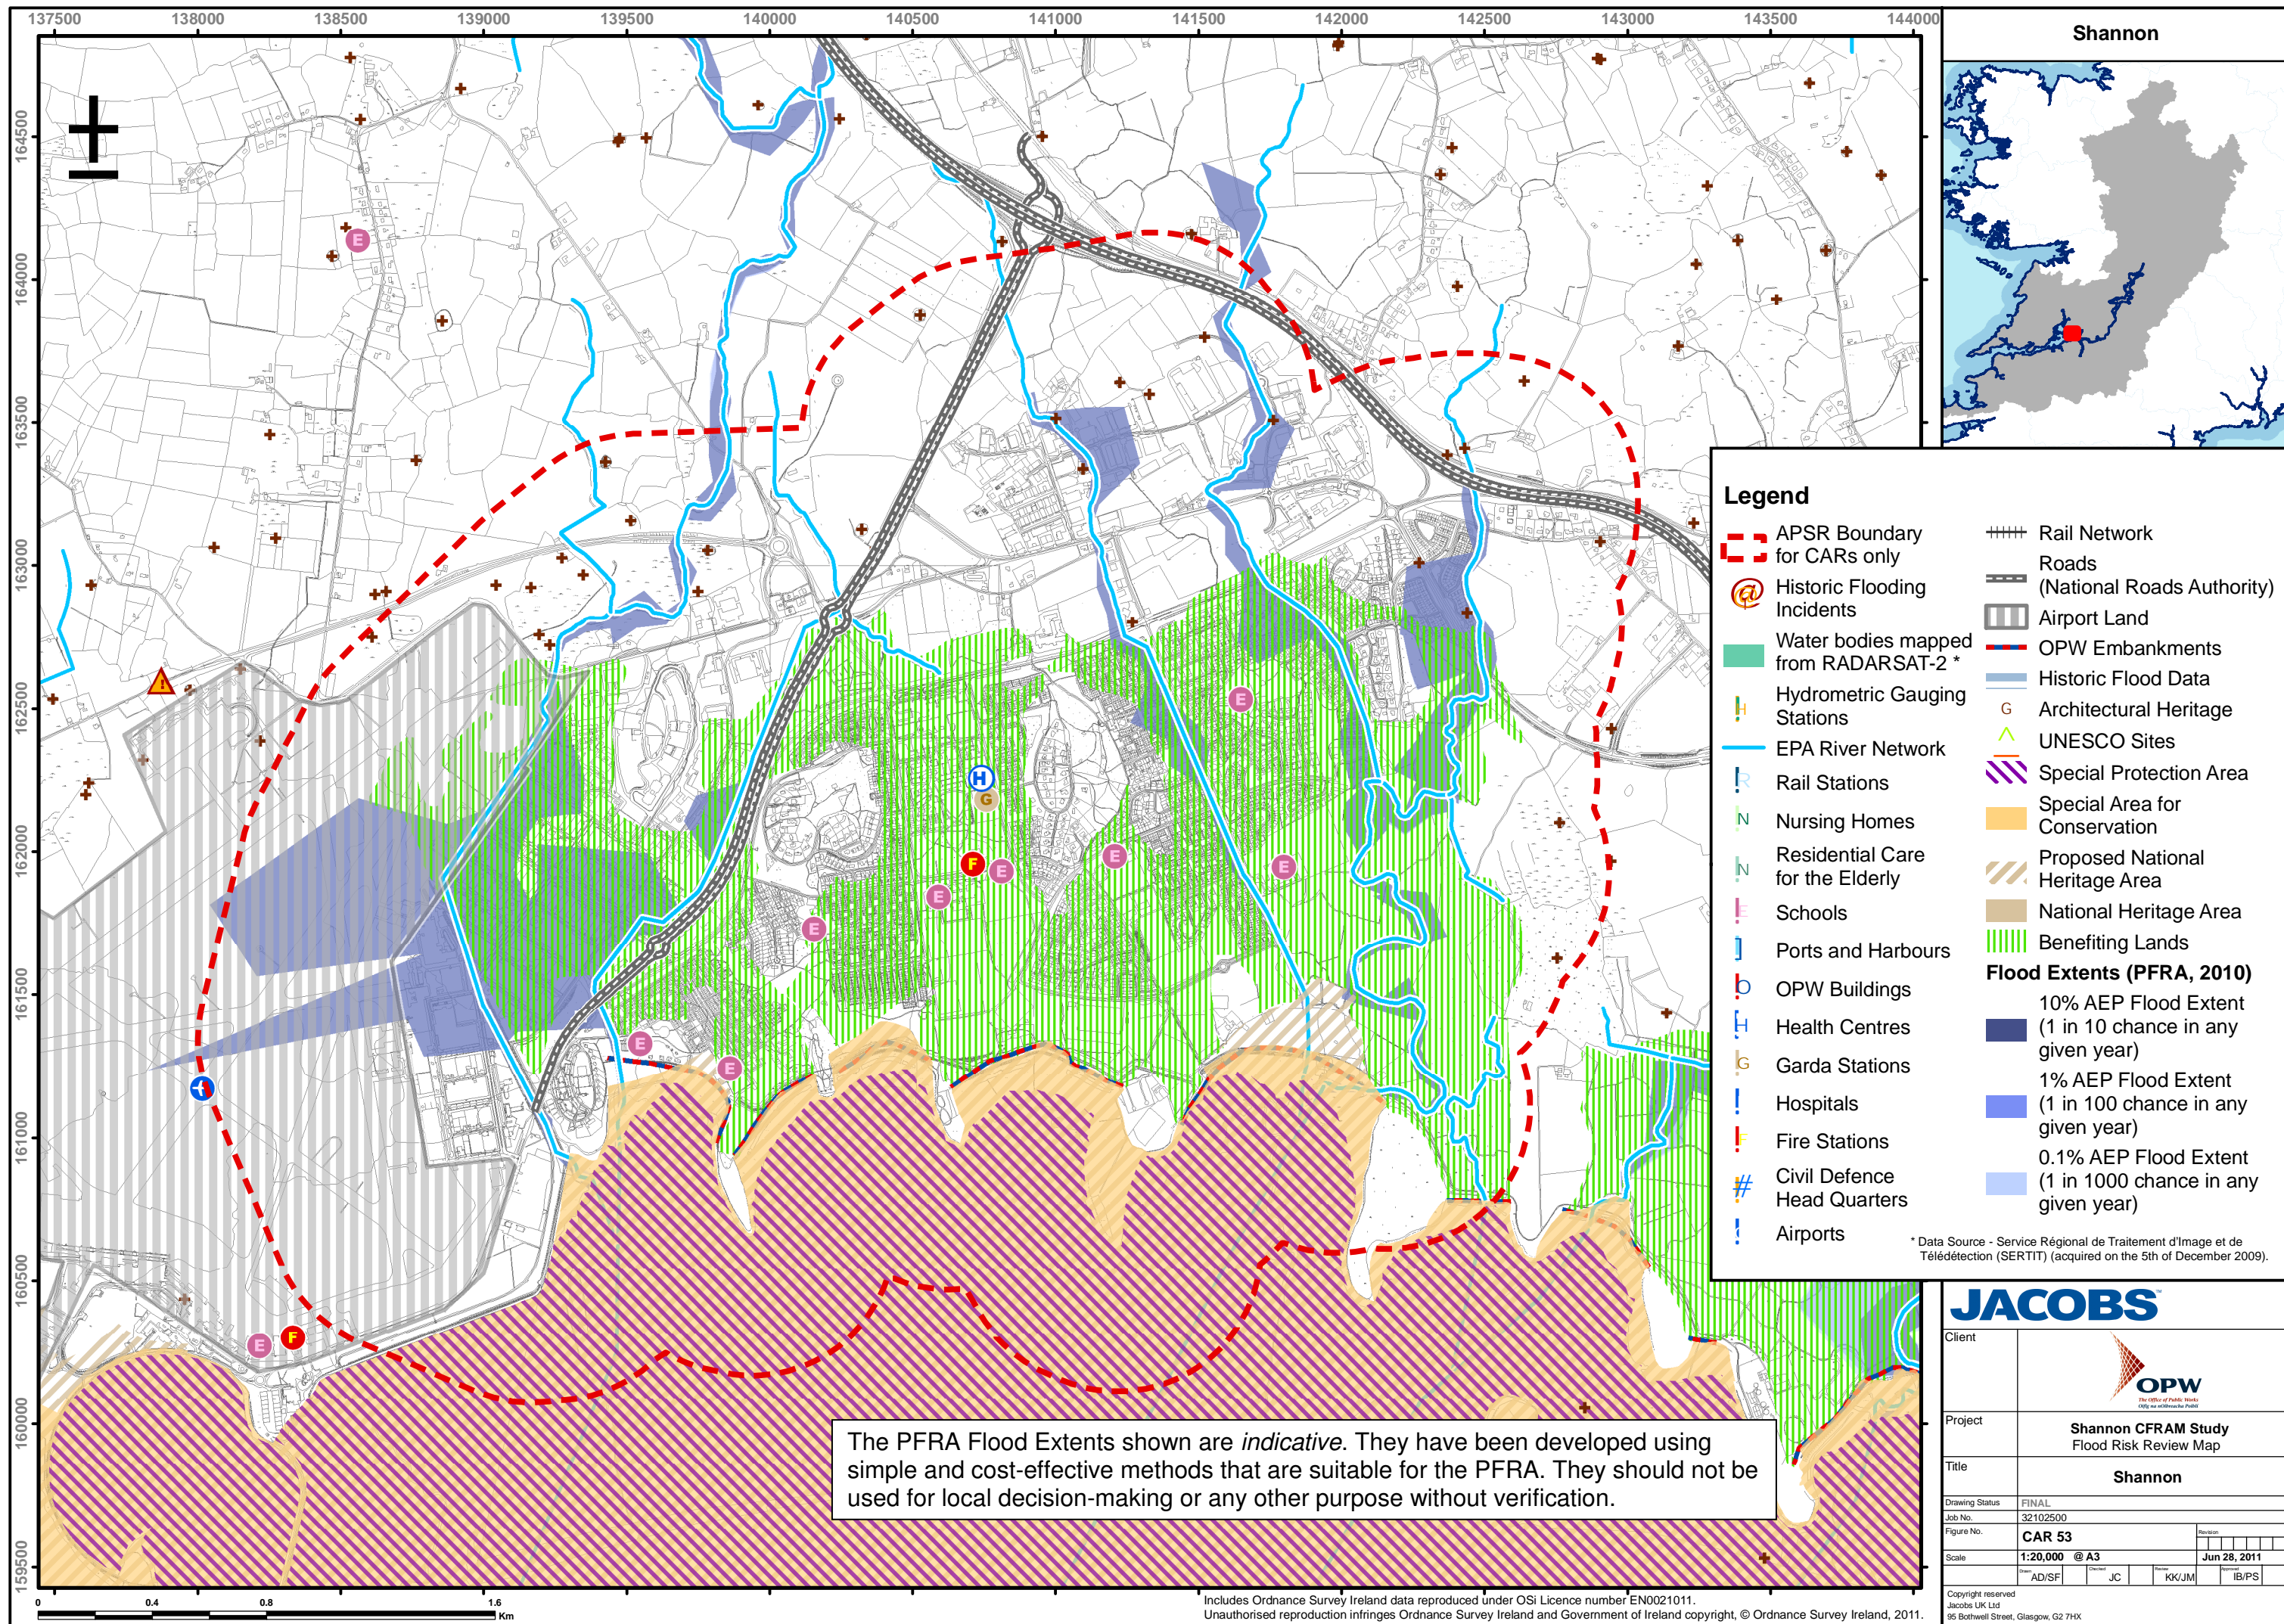 137500 138000 138500 139000 139500 140000 140500 141000 141500 142000 142500 143000 143500 144000
164500
164000
163500
163000
162500
162000
161500
161000
160500
160000
159500
E
H
G
E
F
E
E
E
E
E
E
E
E
F
Shannon
Legend
APSR Boundary
for CARs only
Historic Flooding
Incidents
Water bodies mapped
from RADARSAT-2 *
Hydrometric Gauging
Stations
EPA River Network
Rail Stations
Nursing Homes
Residential Care
for the Elderly
Schools
Ports and Harbours
OPW Buildings
Health Centres
Garda Stations
Hospitals
Fire Stations
Civil Defence
Head Quarters
Airports
Rail Network
Roads
(National Roads Authority)
Airport Land
OPW Embankments
Historic Flood Data
G Architectural Heritage
UNESCO Sites
Special Protection Area
Special Area for
Conservation
Proposed National
Heritage Area
National Heritage Area
Benefiting Lands
Flood Extents (PFRA, 2010)
10% AEP Flood Extent
(1 in 10 chance in any
given year)
1% AEP Flood Extent
(1 in 100 chance in any
given year)
0.1% AEP Flood Extent
(1 in 1000 chance in any
given year)
* Data Source - Service Régional de Traitement d'Image et de
Télédétection (SERTIT) (acquired on the 5th of December 2009).
The PFRA Flood Extents shown are indicative. They have been developed using
simple and cost-effective methods that are suitable for the PFRA. They should not be
used for local decision-making or any other purpose without verification.
JACOBS™
Client
OPW
The Office of Public Works
Oifig na nOibreacha Poiblí
Project
Shannon CFRAM Study
Flood Risk Review Map
Title
Shannon
Drawing Status FINAL
Job No. 32102500
Figure No. CAR 53 Revision
Scale 1:20,000 @ A3 Jun 28, 2011
Drawn AD/SF Checked JC Review KK/JM Approved IB/PS
Copyright reserved
Jacobs UK Ltd
95 Bothwell Street, Glasgow, G2 7HX
0 0.4 0.8 1.6
Km
Includes Ordnance Survey Ireland data reproduced under OSi Licence number EN0021011.
Unauthorised reproduction infringes Ordnance Survey Ireland and Government of Ireland copyright, © Ordnance Survey Ireland, 2011.